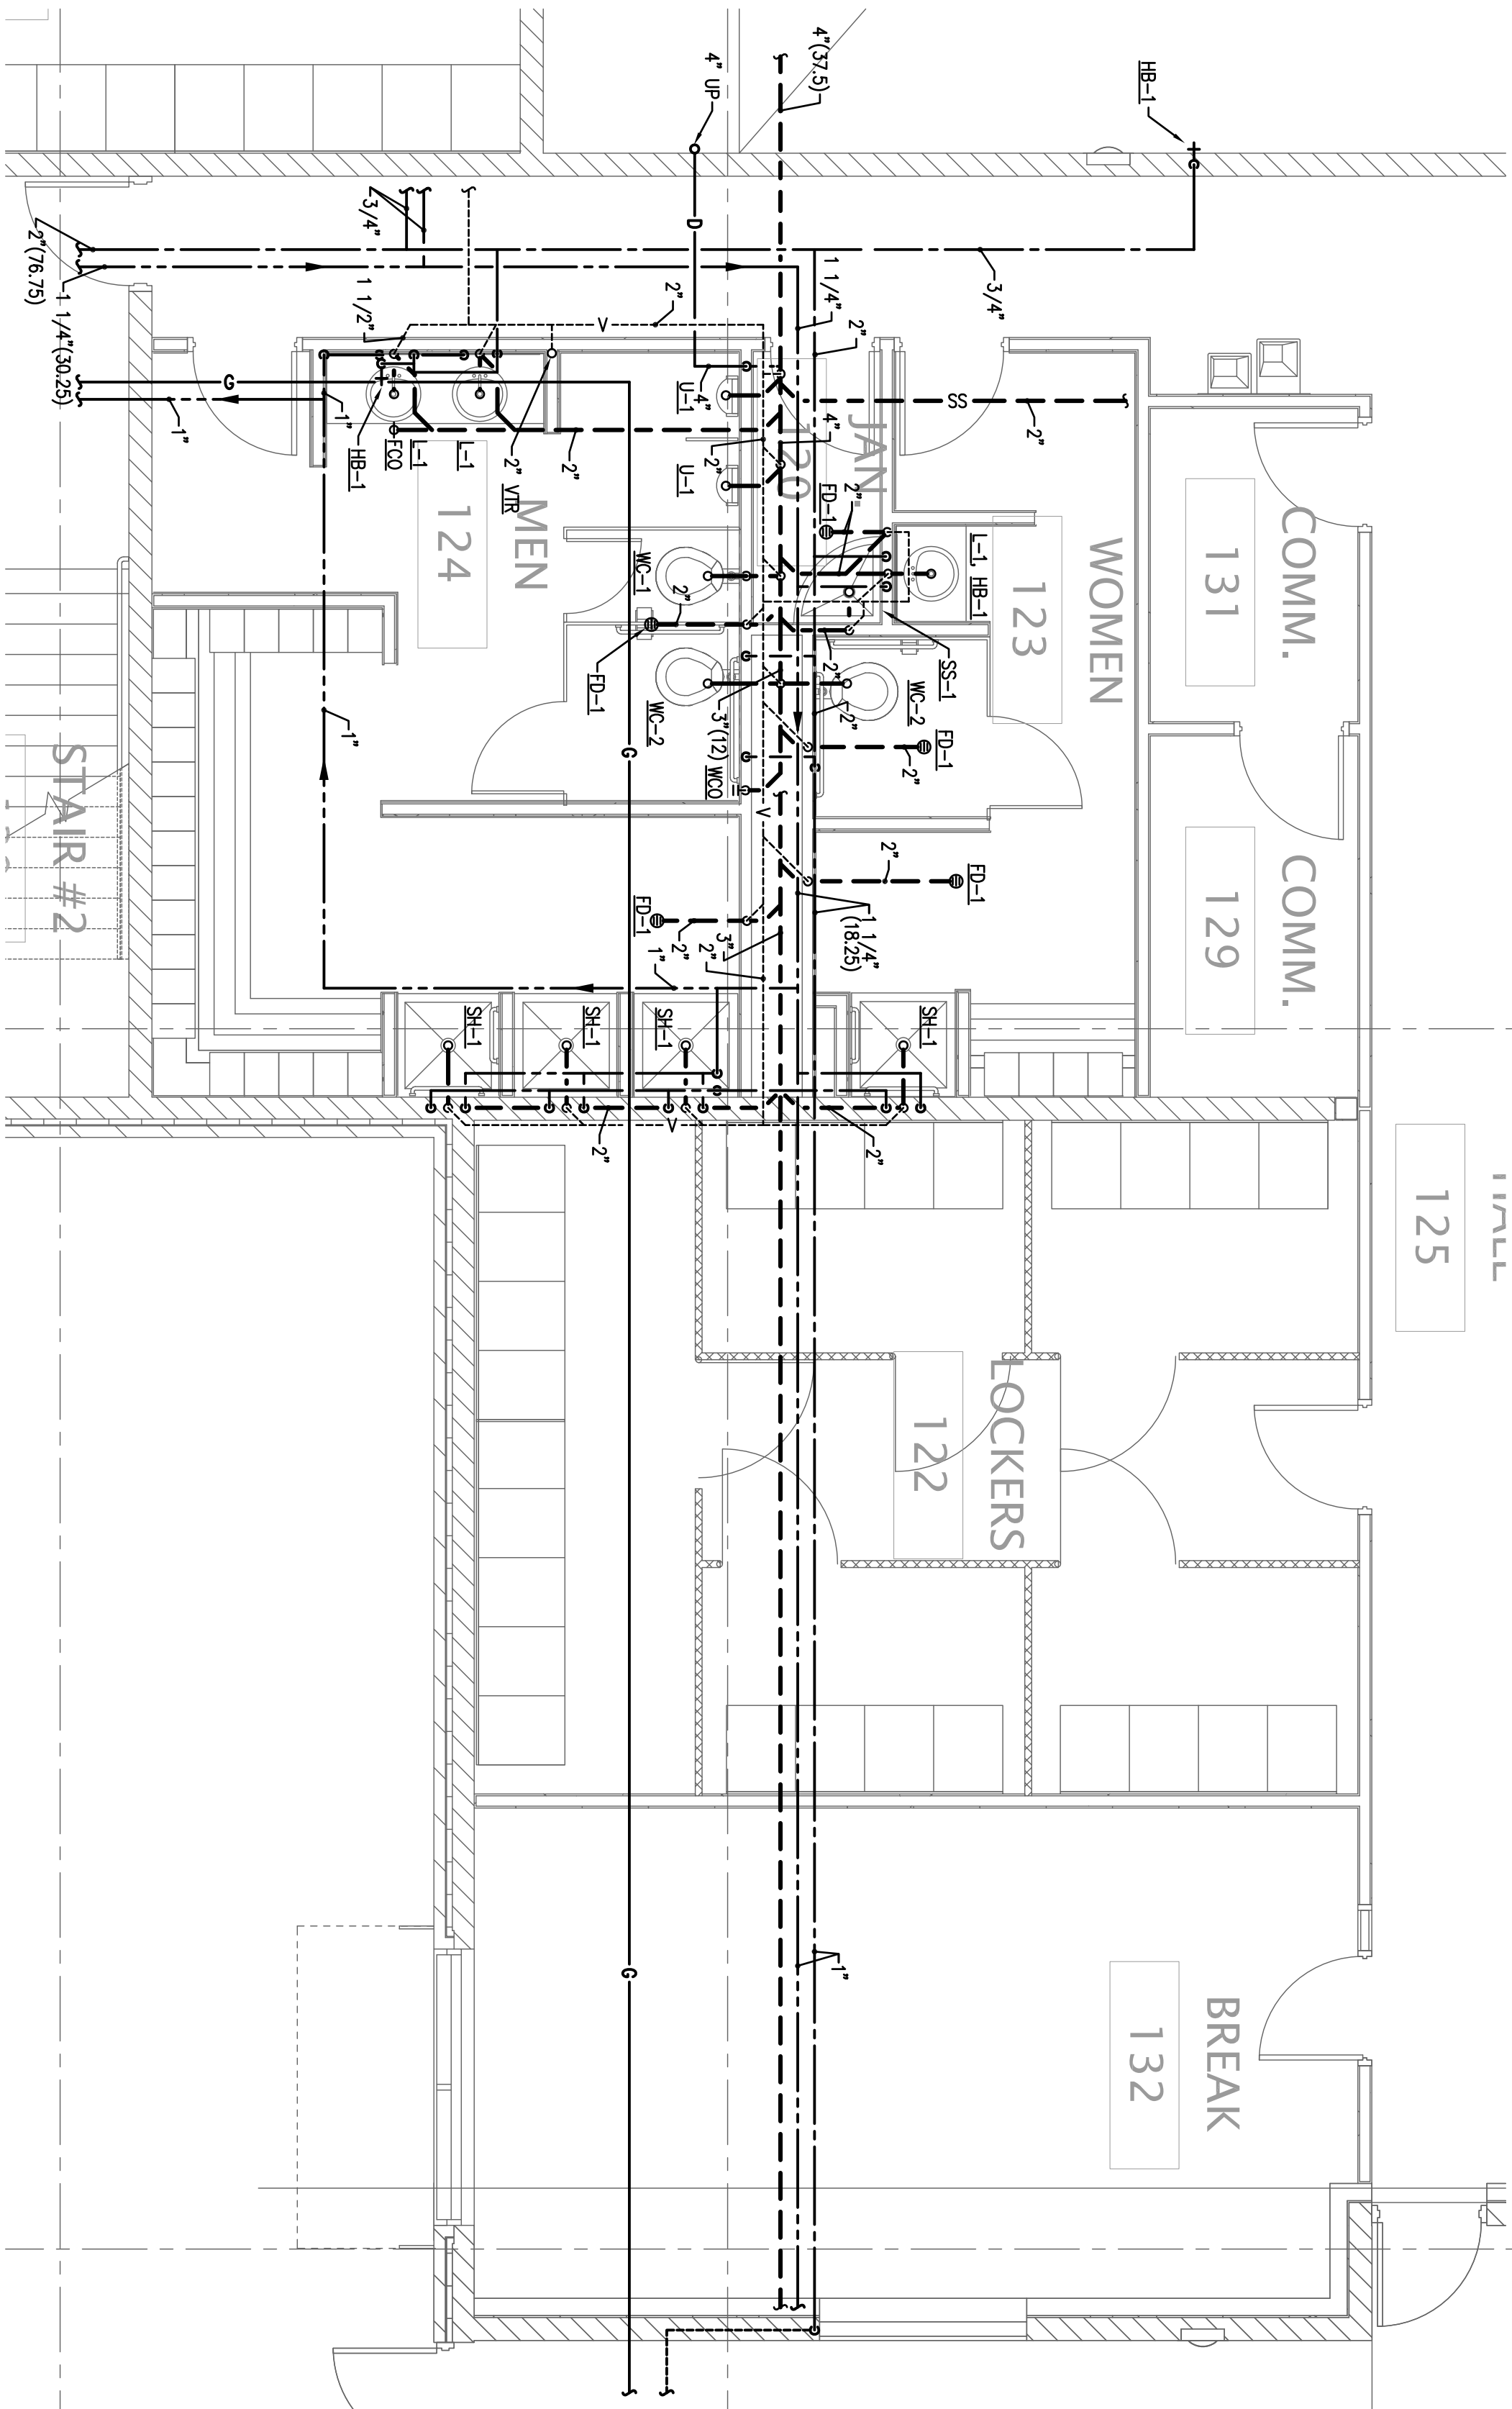 HB-1
4"(37.5)
4" UP
D
3/4"
3/4"
2"(76.75)
1 1/4"(30.25)
1 1/2"
2"
V
1 1/4"
2"
G
1"
1"
HB-1
FCO
L-1
L-1
2" VTR
2"
4"
U-1
U-1
2"
4"
SS
2"
JAN.
120
FD-1
2"
L-1, HB-1
MEN
124
WC-1
2"
FD-1
WC-2
3"(12)
WCO
2"
SS-1
WC-2
2"
FD-1
2"
WOMEN
123
COMM.
131
COMM.
129
STAIR #2
1"
G
V
2"
FD-1
1 1/4"
(18.25)
FD-1
2"
3"
2"
1"
SH-1
SH-1
SH-1
SH-1
V
2"
2"
125
LOCKERS
122
1"
G
BREAK
132